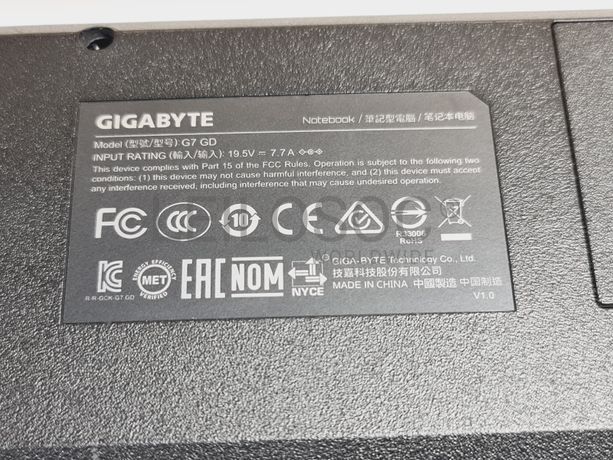 GIGABYTE
Notebook / 筆記型電腦 / 笔记本电脑
Model (型號/型号): G7 GD
INPUT RATING (輸入/输入): 19.5V ⎓ 7.7A
This device complies with Part 15 of the FCC Rules. Operation is subject to the following two
conditions: (1) this device may not cause harmful interference, and (2) this device must accept
any interference received, including interference that may cause undesired operation.
FC CCC 10 CE
R33006
RoHS
GIGA-BYTE Technology Co., Ltd.
技嘉科技股份有限公司
MADE IN CHINA 中國製造 中国制造
V1.0
ENERGY EFFICIENCY
MET
VERIFIED
EAC NOM
NYCE
R-R-GCK-G7 GD